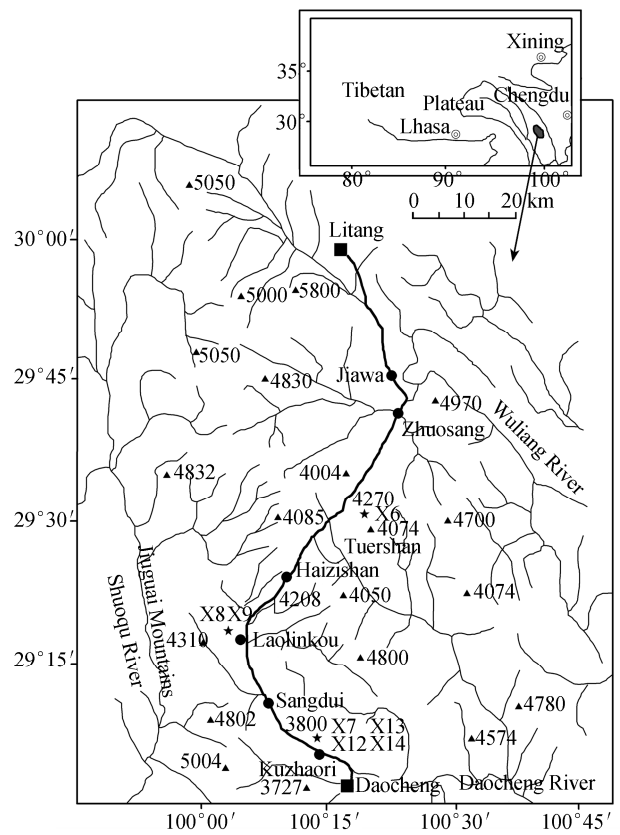 Xining
35°
Tibetan
Plateau
Chengdu
30°
Lhasa
80°
90°
100°
0 10 20 km
Litang
5050
30°00′
5000
5800
5050
Jiawa
29°45′
4830
4970
Zhuosang
Wuliang River
4832
4004
4270
X6
4085
4074
4700
29°30′
Tuershan
Jiuguai Mountains
Shuoqu River
Haizishan
4208
4050
4074
X8X9
4310
Laolinkou
4800
29°15′
Sangdui
4780
4802
3800
X7 X13
X12 X14
4574
5004
Kuzhaori
3727
Daocheng
Daocheng River
100°00′
100°15′
100°30′
100°45′